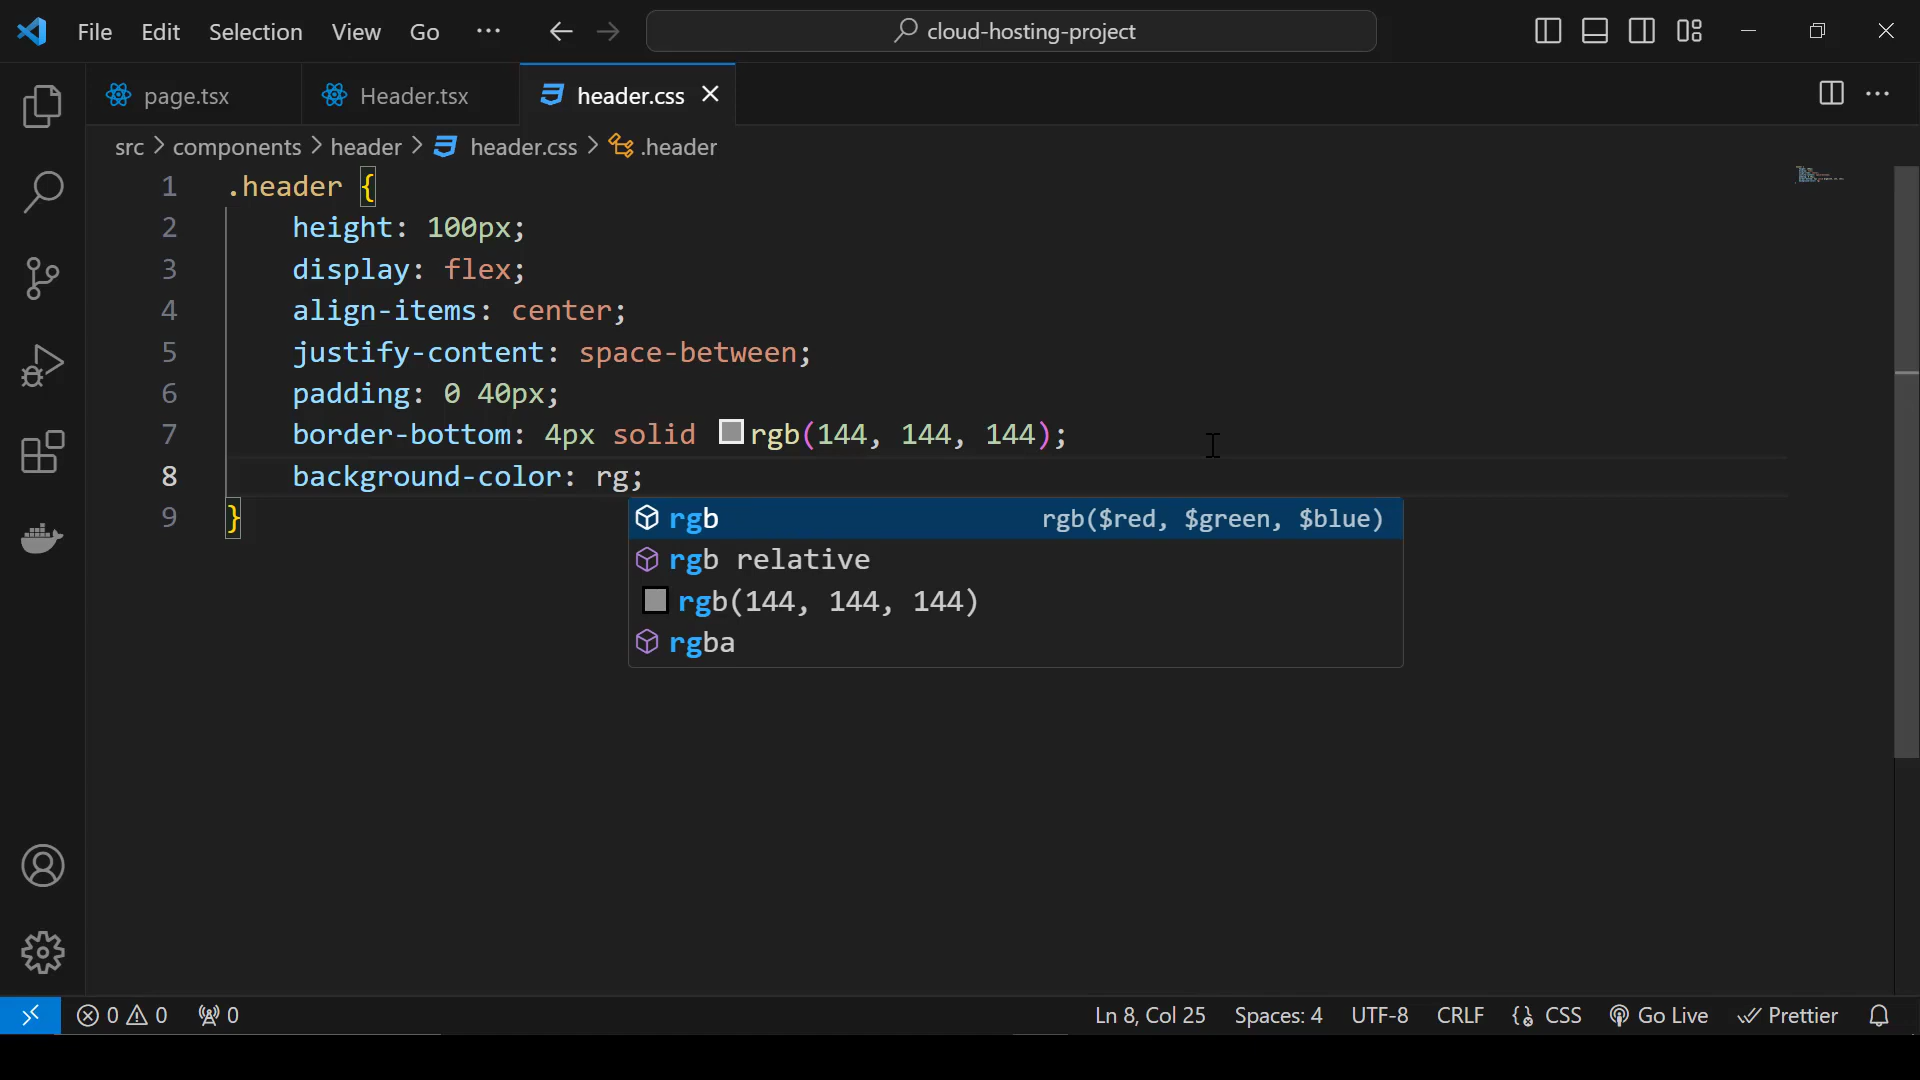 File Edit Selection View Go ··· cloud-hosting-project
page.tsx Header.tsx header.css
src > components > header > header.css > .header
1 .header {
2 height: 100px;
3 display: flex;
4 align-items: center;
5 justify-content: space-between;
6 padding: 0 40px;
7 border-bottom: 4px solid rgb(144, 144, 144);
8 background-color: rg;
9 }
rgb rgb($red, $green, $blue)
rgb relative
rgb(144, 144, 144)
rgba
0 0 0 Ln 8, Col 25 Spaces: 4 UTF-8 CRLF CSS Go Live Prettier